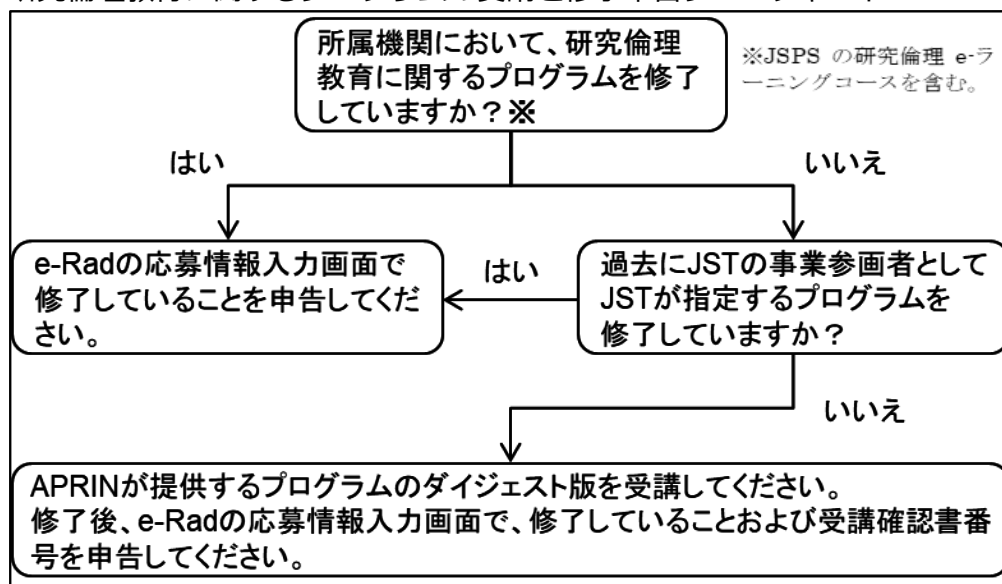 所属機関において、研究倫理
教育に関するプログラムを修了
していますか？※
※JSPS の研究倫理 e-ラ
ーニングコースを含む。
はい
いいえ
e-Radの応募情報入力画面で
修了していることを申告してくだ
さい。
はい
過去にJSTの事業参画者として
JSTが指定するプログラムを
修了していますか？
いいえ
APRINが提供するプログラムのダイジェスト版を受講してください。
修了後、e-Radの応募情報入力画面で、修了していることおよび受講確認書番
号を申告してください。